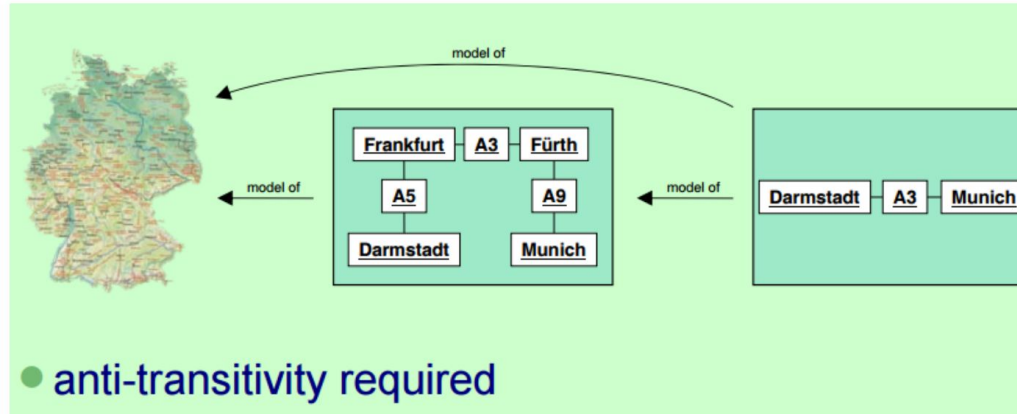 model of
Frankfurt A3 Fürth
model of
A5 A9
model of
Darmstadt A3 Munich
Darmstadt Munich
anti-transitivity required